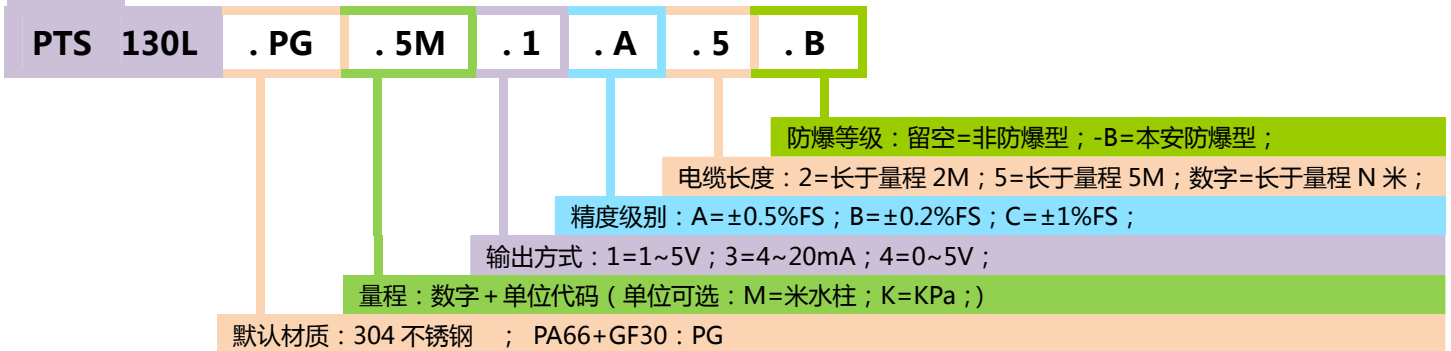 PTS 130L . PG . 5M . 1 . A . 5 . B
防爆等级：留空=非防爆型；-B=本安防爆型；
电缆长度：2=长于量程 2M；5=长于量程 5M；数字=长于量程 N 米；
精度级别：A=±0.5%FS；B=±0.2%FS；C=±1%FS；
输出方式：1=1~5V；3=4~20mA；4=0~5V；
量程：数字＋单位代码（单位可选：M=米水柱；K=KPa；）
默认材质：304 不锈钢 ； PA66+GF30：PG